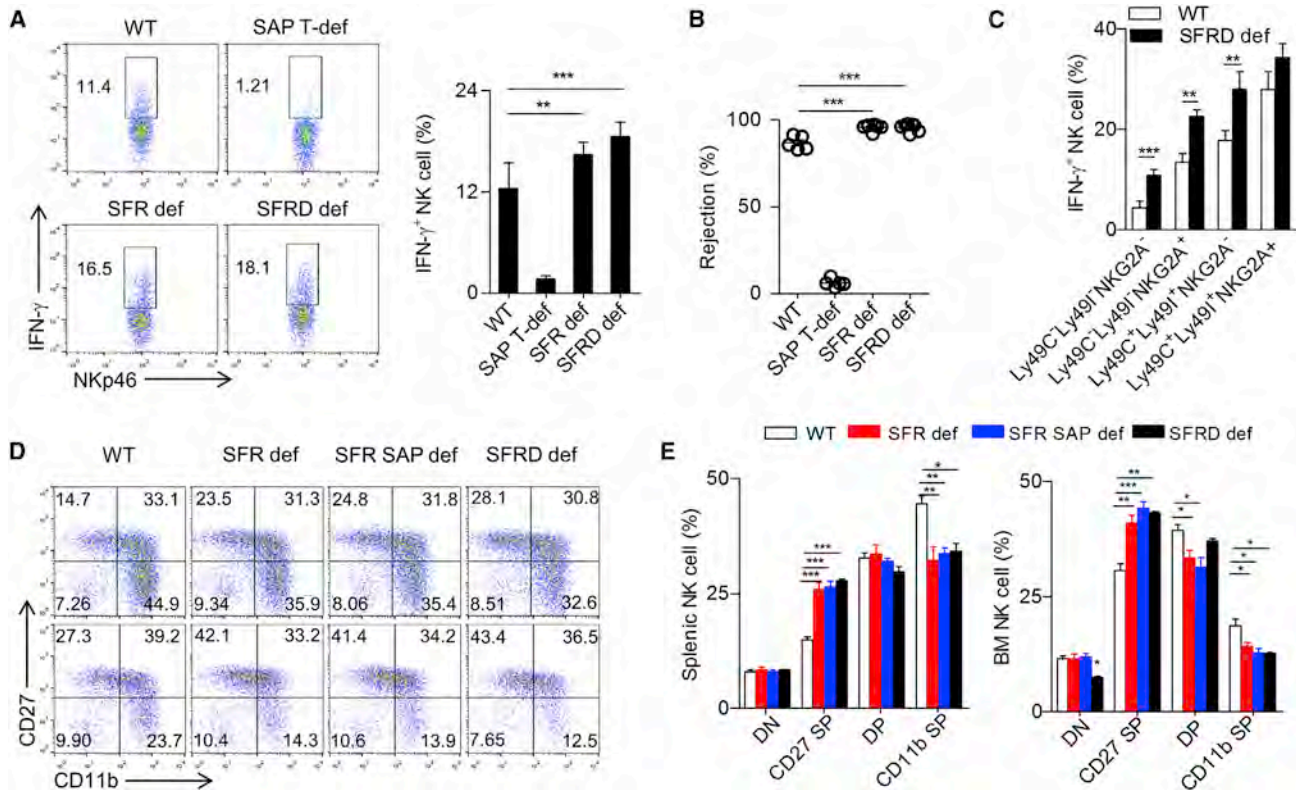 A
WT
SAP T-def
11.4
1.21
SFR def
SFRD def
16.5
18.1
IFN-γ
NKp46
IFN-γ⁺ NK cell (%)
24
12
0
***
**
WT
SAP T-def
SFR def
SFRD def
B
Rejection (%)
100
50
0
***
***
WT
SAP T-def
SFR def
SFRD def
C
WT
SFRD def
IFN-γ⁺ NK cell (%)
40
20
0
***
**
**
Ly49C⁻Ly49I⁻NKG2A⁻
Ly49C⁻Ly49I⁻NKG2A⁺
Ly49C⁺Ly49I⁺NKG2A⁻
Ly49C⁺Ly49I⁺NKG2A+
D
WT
SFR def
SFR SAP def
SFRD def
14.7 33.1
23.5 31.3
24.8 31.8
28.1 30.8
7.26 44.9
9.34 35.9
8.06 35.4
8.51 32.6
27.3 39.2
42.1 33.2
41.4 34.2
43.4 36.5
9.90 23.7
10.4 14.3
10.6 13.9
7.65 12.5
CD27
CD11b
E
WT SFR def SFR SAP def SFRD def
Splenic NK cell (%)
50
25
0
***
***
***
*
**
**
DN
CD27 SP
DP
CD11b SP
BM NK cell (%)
50
25
0
*
**
***
**
*
*
*
*
*
DN
CD27 SP
DP
CD11b SP